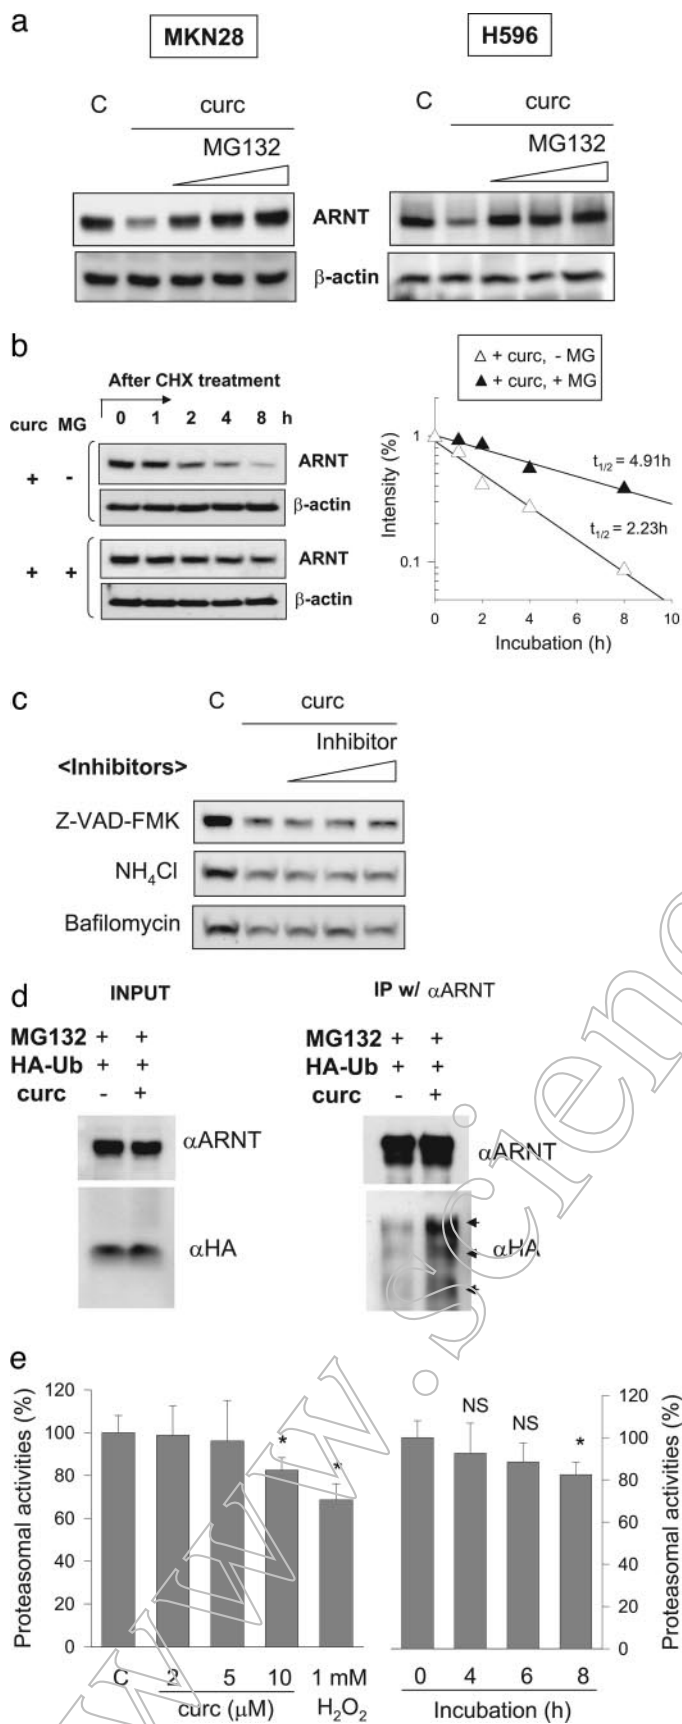 a
MKN28
H596
C curc
MG132
C curc
MG132
ARNT
β-actin
b
After CHX treatment
0 1 2 4 8 h
curc MG
+ -
ARNT
β-actin
+ +
ARNT
β-actin
△ + curc, - MG
▲ + curc, + MG
Intensity (%)
1
0.1
t1/2 = 4.91h
t1/2 = 2.23h
0 2 4 6 8 10
Incubation (h)
c
C curc
Inhibitor
<Inhibitors>
Z-VAD-FMK
NH4Cl
Bafilomycin
d
INPUT
MG132 + +
HA-Ub + +
curc - +
αARNT
αHA
IP w/ αARNT
MG132 + +
HA-Ub + +
curc - +
αARNT
αHA
e
Proteasomal activities (%)
120
100
80
60
40
20
0
* *
C 2 5 10 1 mM
curc (μM) H2O2
NS NS *
120
100
80
60
40
20
0
Proteasomal activities (%)
0 4 6 8
Incubation (h)
www.scienc